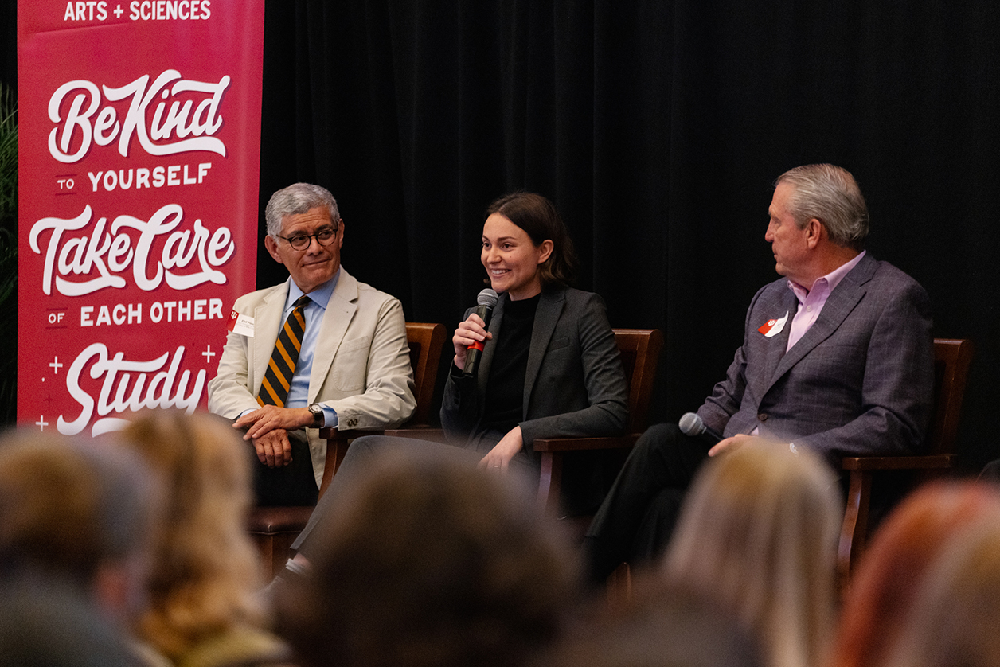 ARTS + SCIENCES
Be Kind
TO YOURSELF
Take Care
OF EACH OTHER
Study